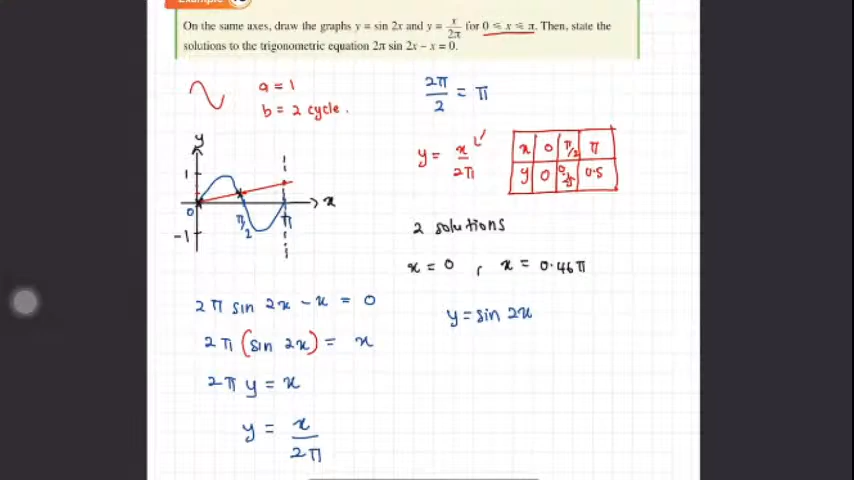 On the same axes, draw the graphs y = sin 2x and y = x/2π for 0 ⩽ x ⩽ π. Then, state the
solutions to the trigonometric equation 2π sin 2x – x = 0.
a = 1
b = 2 cycle.
2π/2 = π
y
1
0
π/2
π
x
-1
y = x/2π
x 0 π/2 π
y 0 0.25 0.5
2 solutions
x = 0 , x = 0.46π
2π sin 2x - x = 0
2π (sin 2x) = x
2π y = x
y = x/2π
y = sin 2x